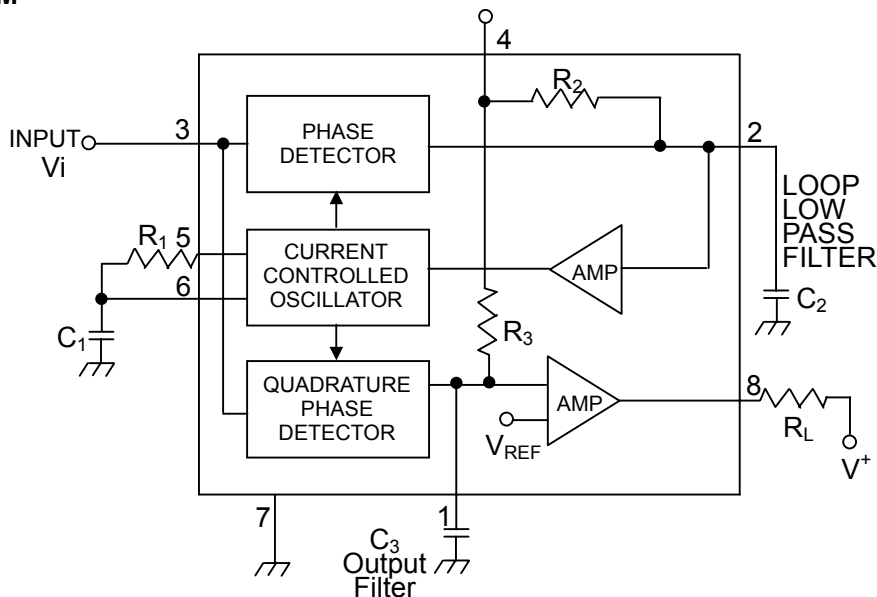 M
4
R2
INPUT
Vi
3
PHASE
DETECTOR
2
LOOP
LOW
PASS
FILTER
R1
5
6
CURRENT
CONTROLLED
OSCILLATOR
AMP
C1
C2
R3
QUADRATURE
PHASE
DETECTOR
AMP
VREF
8
RL
V+
7
1
C3
Output
Filter